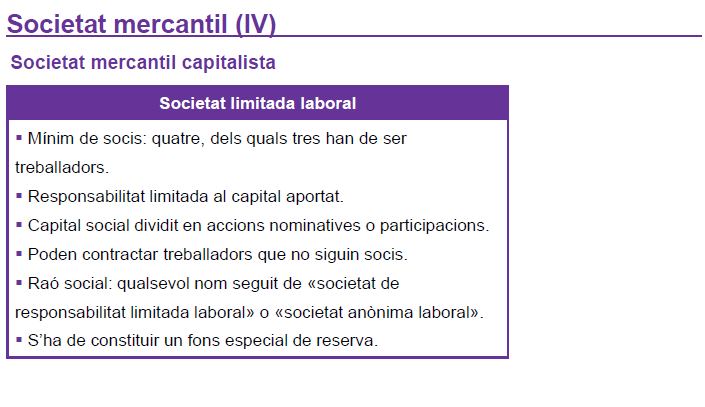 Societat mercantil (IV)
Societat mercantil capitalista
Societat limitada laboral
▪ Mínim de socis: quatre, dels quals tres han de ser
treballadors.
▪ Responsabilitat limitada al capital aportat.
▪ Capital social dividit en accions nominatives o participacions.
▪ Poden contractar treballadors que no siguin socis.
▪ Raó social: qualsevol nom seguit de «societat de
responsabilitat limitada laboral» o «societat anònima laboral».
▪ S’ha de constituir un fons especial de reserva.